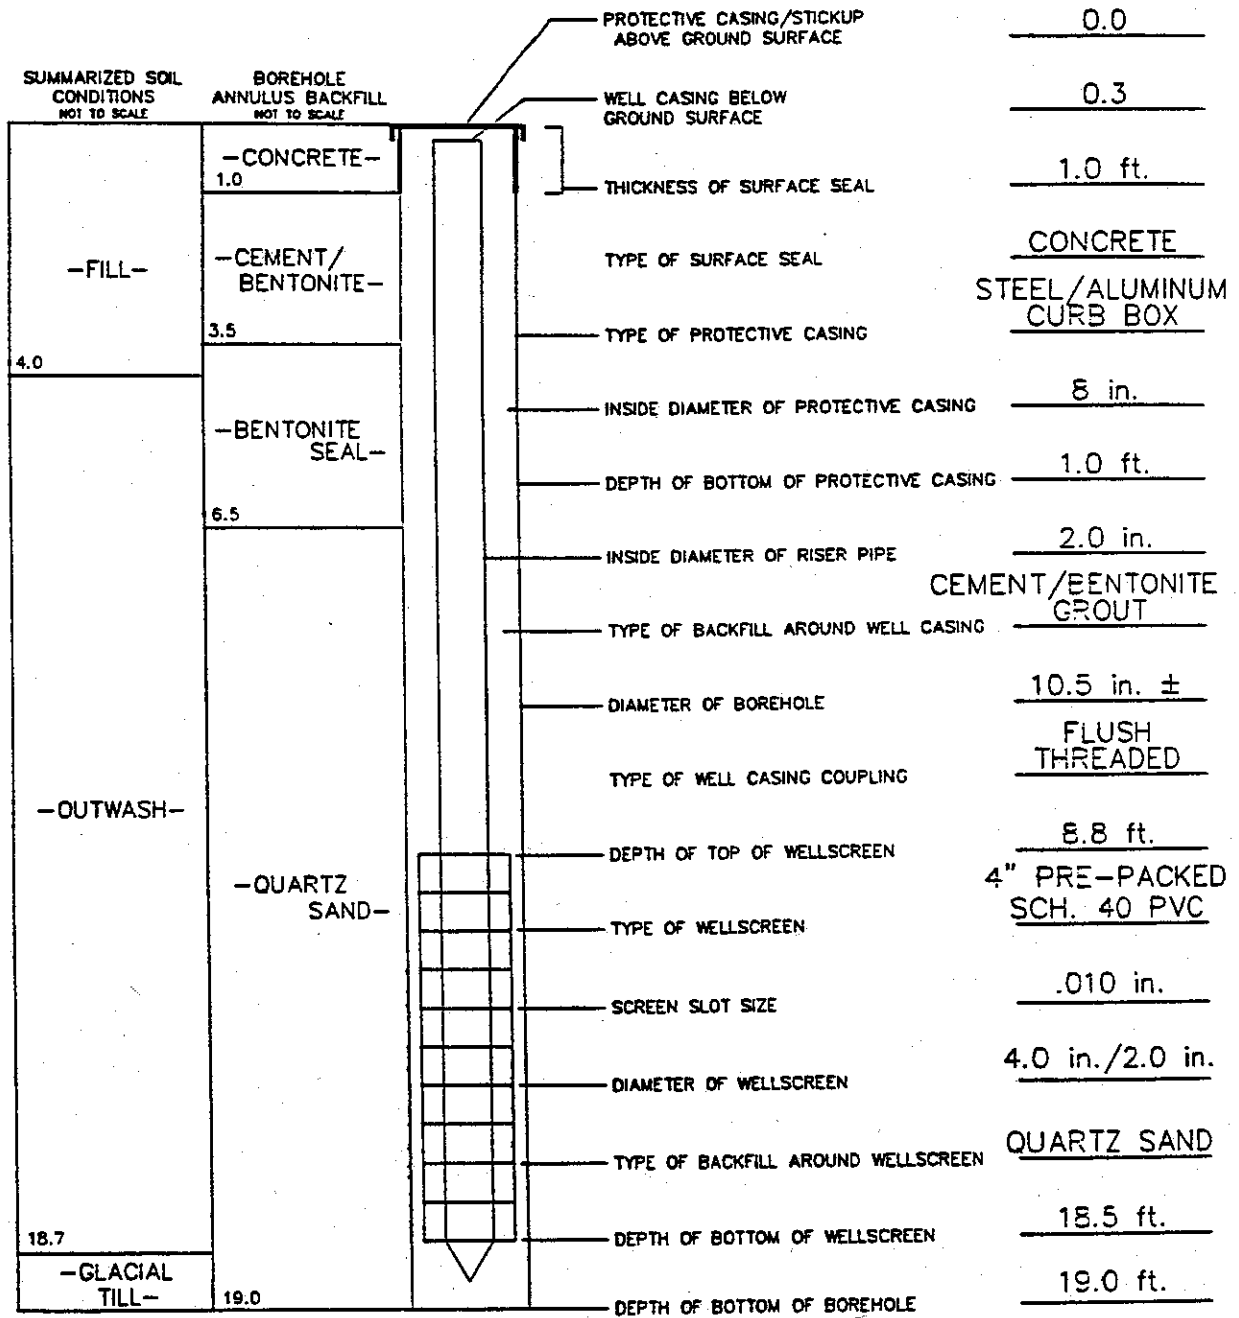 PROTECTIVE CASING/STICKUP
ABOVE GROUND SURFACE
0.0
SUMMARIZED SOIL
CONDITIONS
NOT TO SCALE
BOREHOLE
ANNULUS BACKFILL
NOT TO SCALE
WELL CASING BELOW
GROUND SURFACE
0.3
-CONCRETE-
1.0
THICKNESS OF SURFACE SEAL
1.0 ft.
-FILL-
4.0
-CEMENT/
BENTONITE-
3.5
TYPE OF SURFACE SEAL
CONCRETE
TYPE OF PROTECTIVE CASING
STEEL/ALUMINUM
CURB BOX
INSIDE DIAMETER OF PROTECTIVE CASING
8 in.
-BENTONITE
SEAL-
6.5
DEPTH OF BOTTOM OF PROTECTIVE CASING
1.0 ft.
INSIDE DIAMETER OF RISER PIPE
2.0 in.
TYPE OF BACKFILL AROUND WELL CASING
CEMENT/BENTONITE
GROUT
DIAMETER OF BOREHOLE
10.5 in. ±
TYPE OF WELL CASING COUPLING
FLUSH
THREADED
-OUTWASH-
18.7
DEPTH OF TOP OF WELLSCREEN
8.8 ft.
-QUARTZ
SAND-
TYPE OF WELLSCREEN
4" PRE-PACKED
SCH. 40 PVC
SCREEN SLOT SIZE
.010 in.
DIAMETER OF WELLSCREEN
4.0 in./2.0 in.
TYPE OF BACKFILL AROUND WELLSCREEN
QUARTZ SAND
DEPTH OF BOTTOM OF WELLSCREEN
18.5 ft.
-GLACIAL
TILL-
19.0
DEPTH OF BOTTOM OF BOREHOLE
19.0 ft.